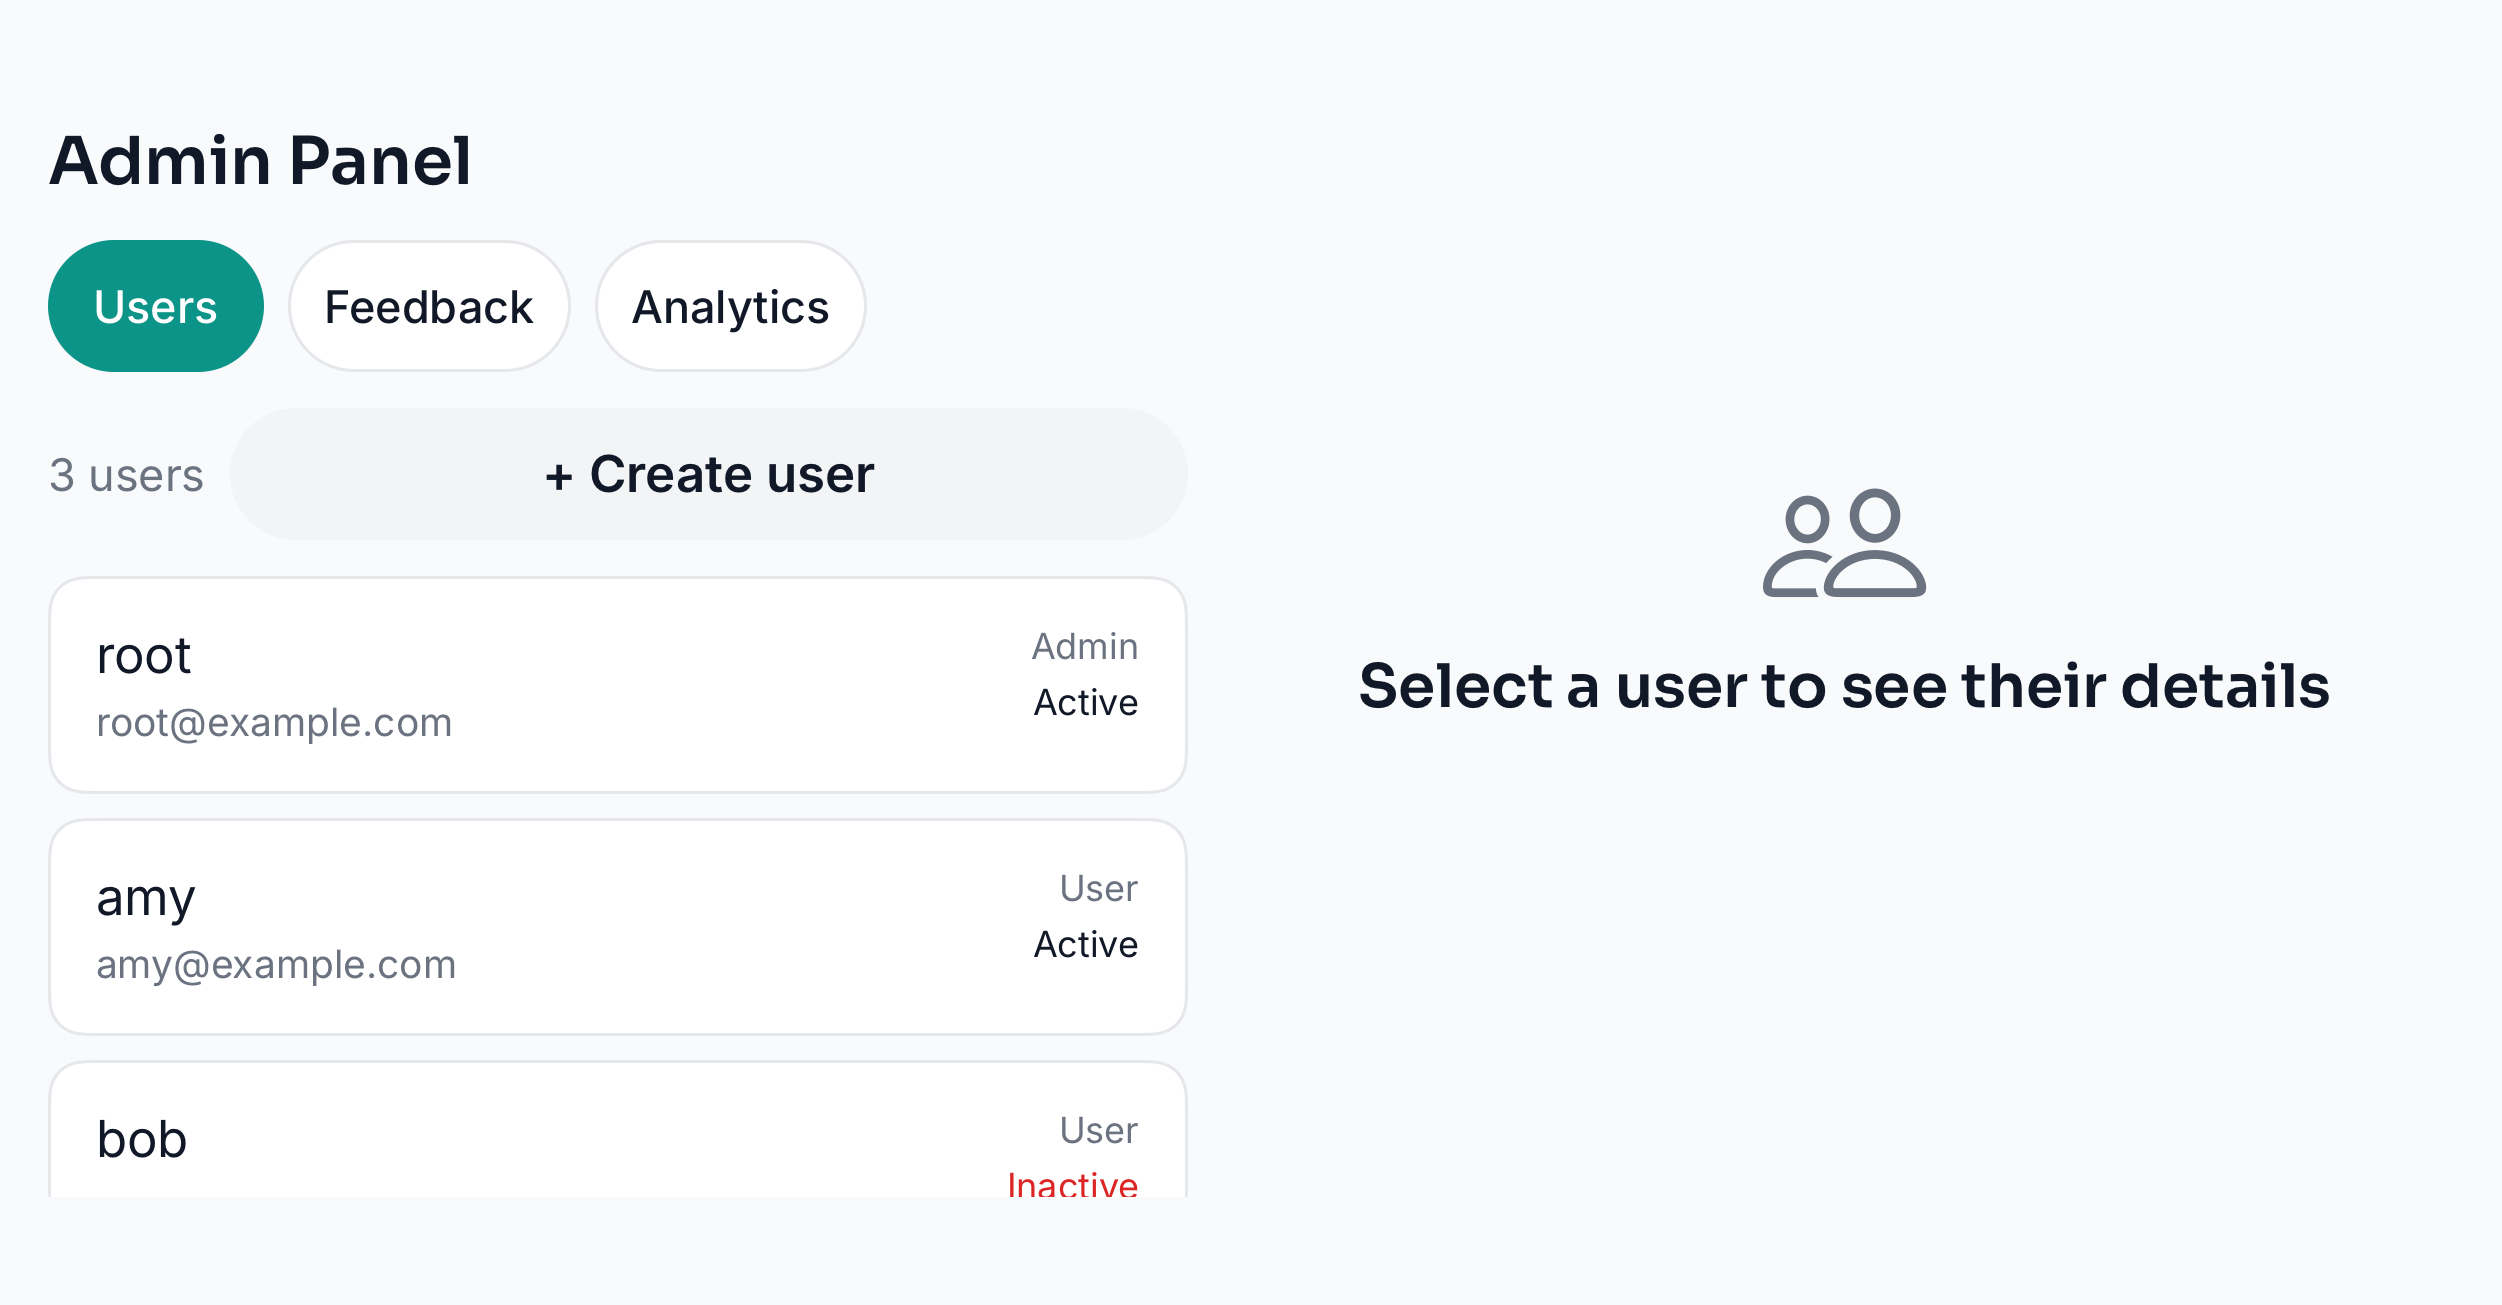 Admin Panel
Users
Feedback
Analytics
3 users
+ Create user
root
root@example.com
Admin
Active
amy
amy@example.com
User
Active
bob
User
Inactive
Select a user to see their details